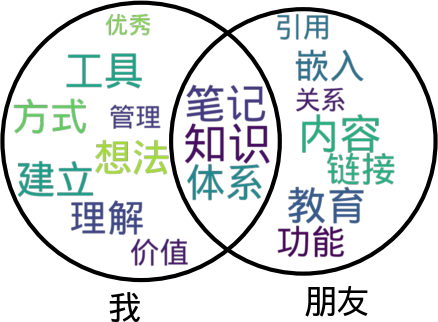 优秀
工具
方式
管理
想法
建立
理解
价值
笔记
知识
体系
引用
嵌入
关系
内容
链接
教育
功能
我
朋友